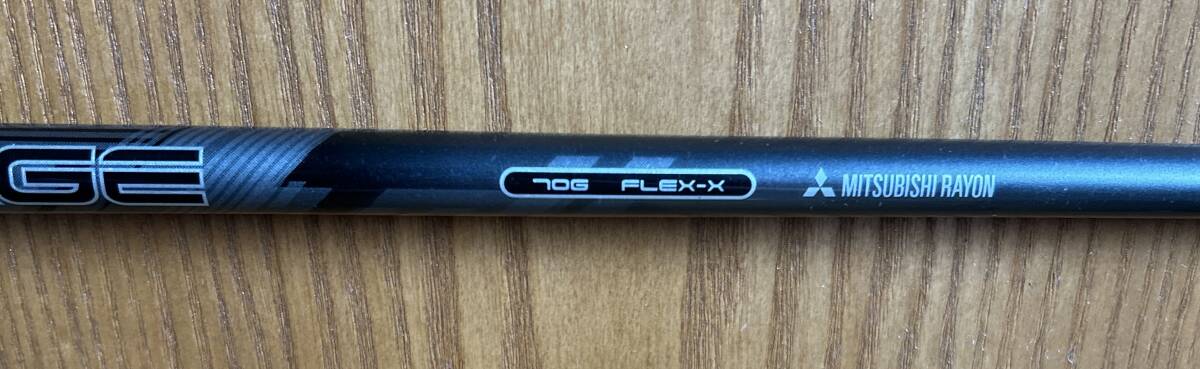 GE
70G FLEX-X
MITSUBISHI RAYON